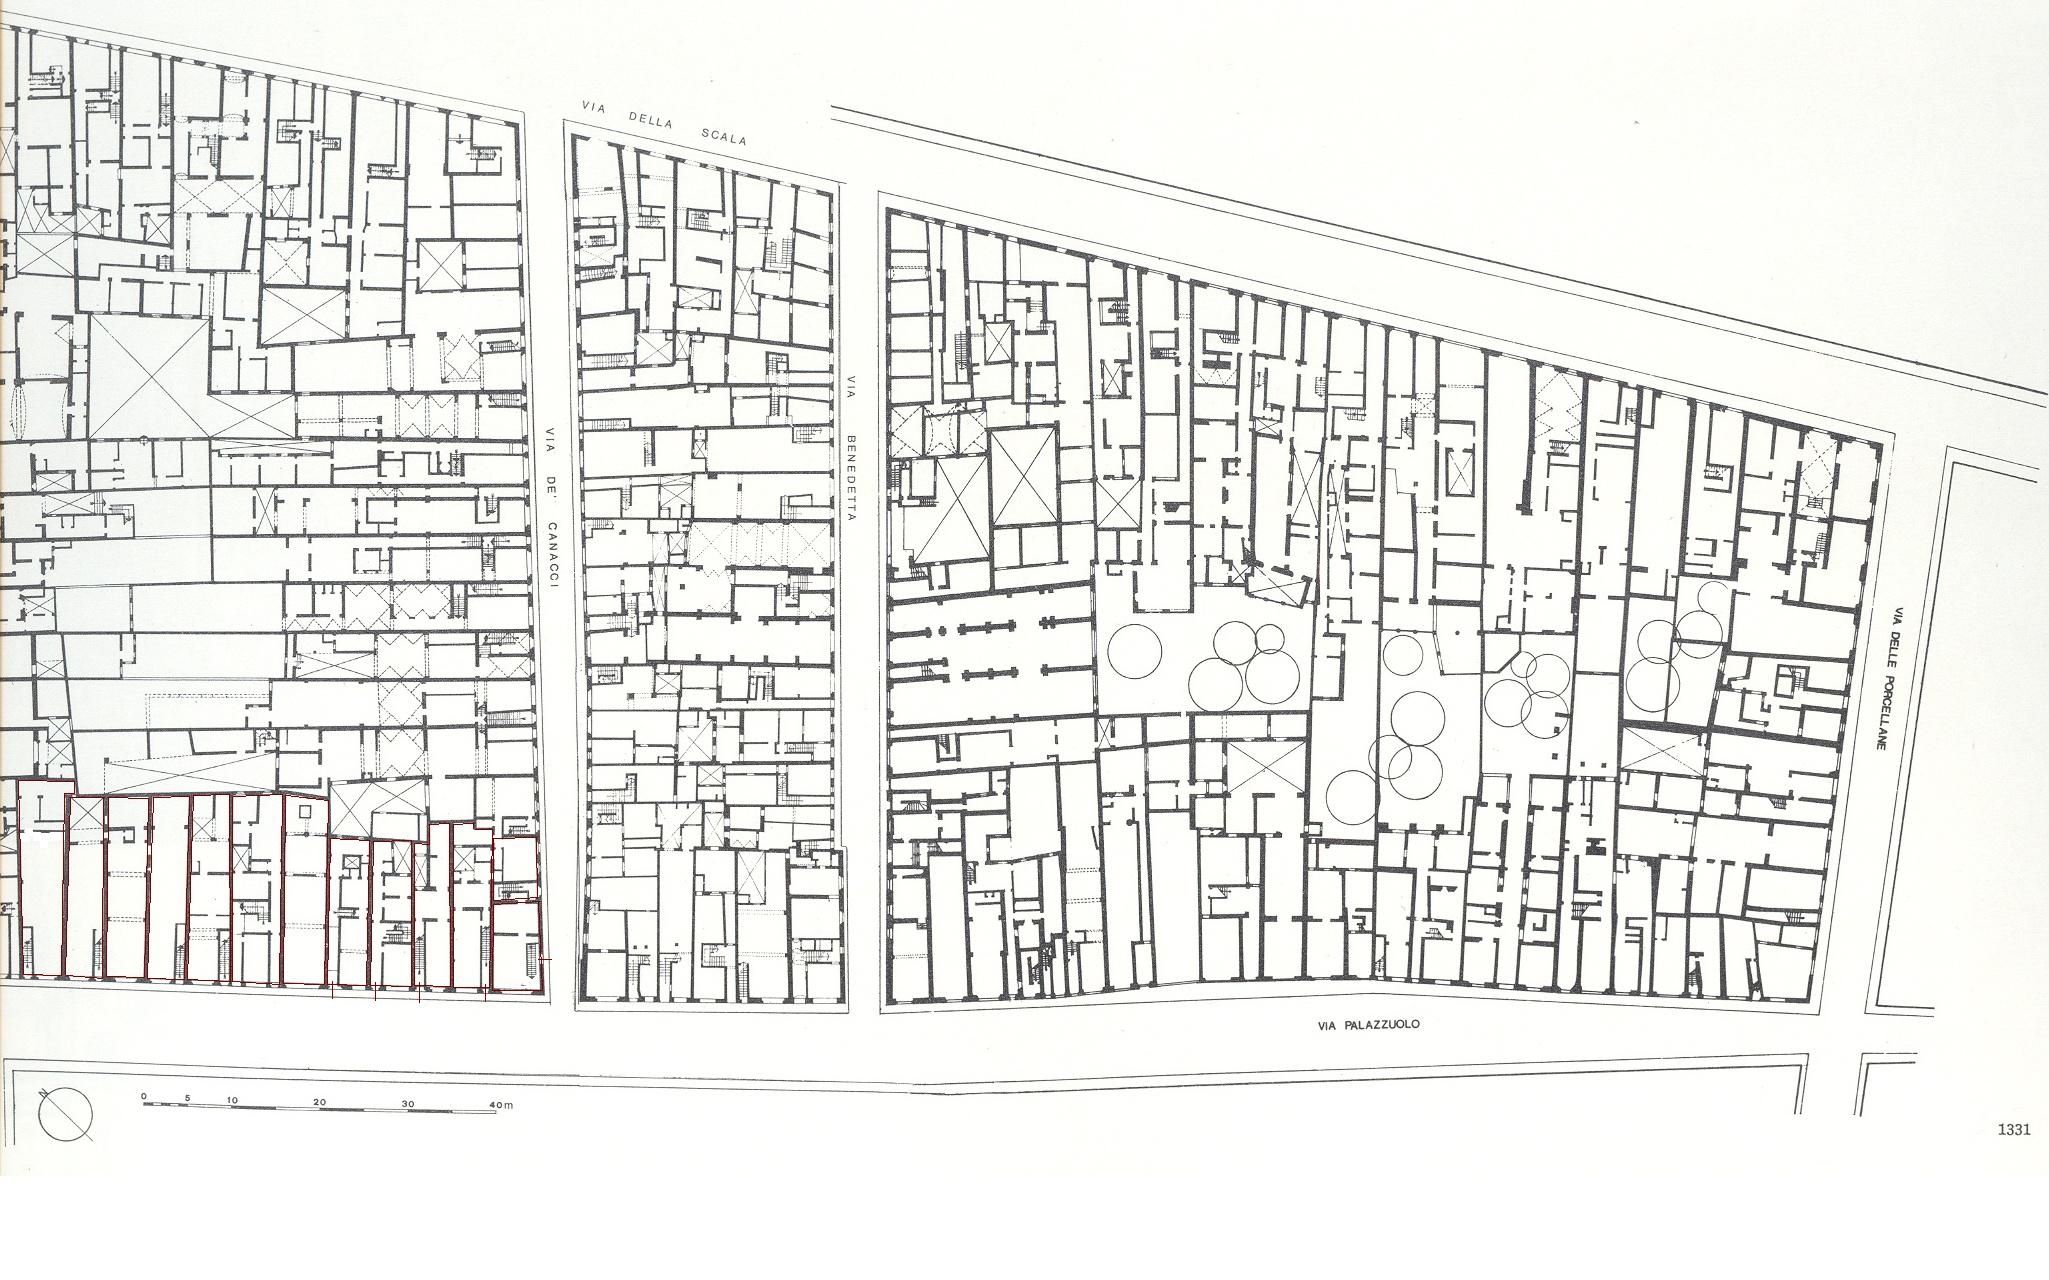 VIA DELLA SCALA
VIA DE' CANACCI
VIA BENEDETTA
VIA DELLE PORCELLANE
VIA PALAZZUOLO
N
0 5 10 20 30 40m
1331